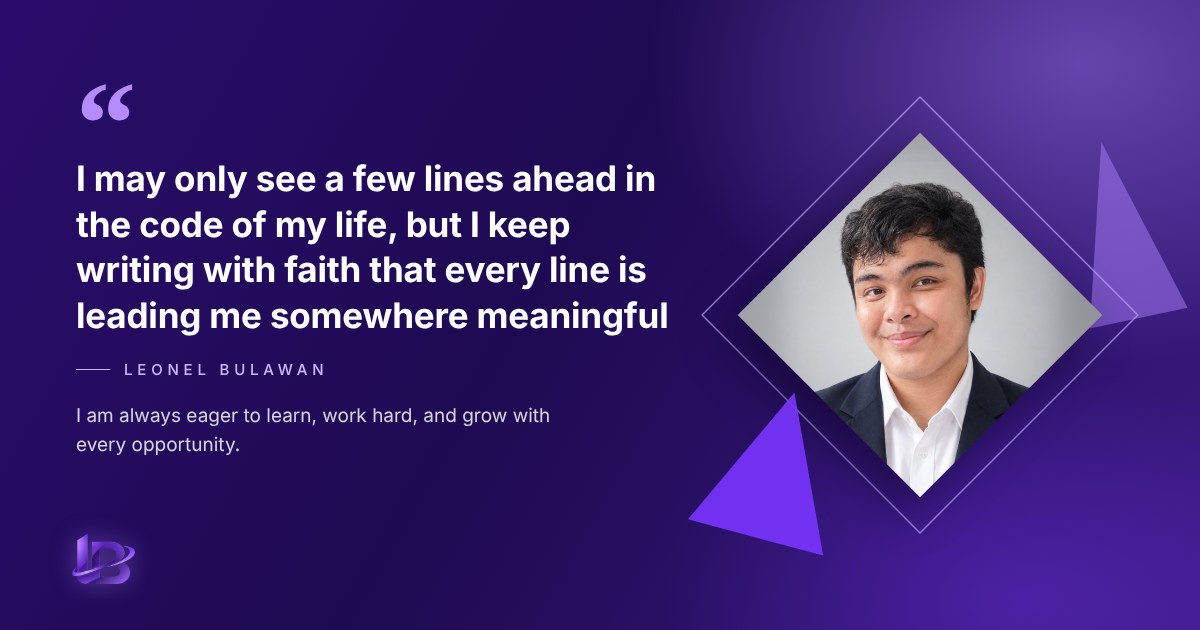 “
I may only see a few lines ahead in
the code of my life, but I keep
writing with faith that every line is
leading me somewhere meaningful
LEONEL BULAWAN
I am always eager to learn, work hard, and grow with
every opportunity.
LB